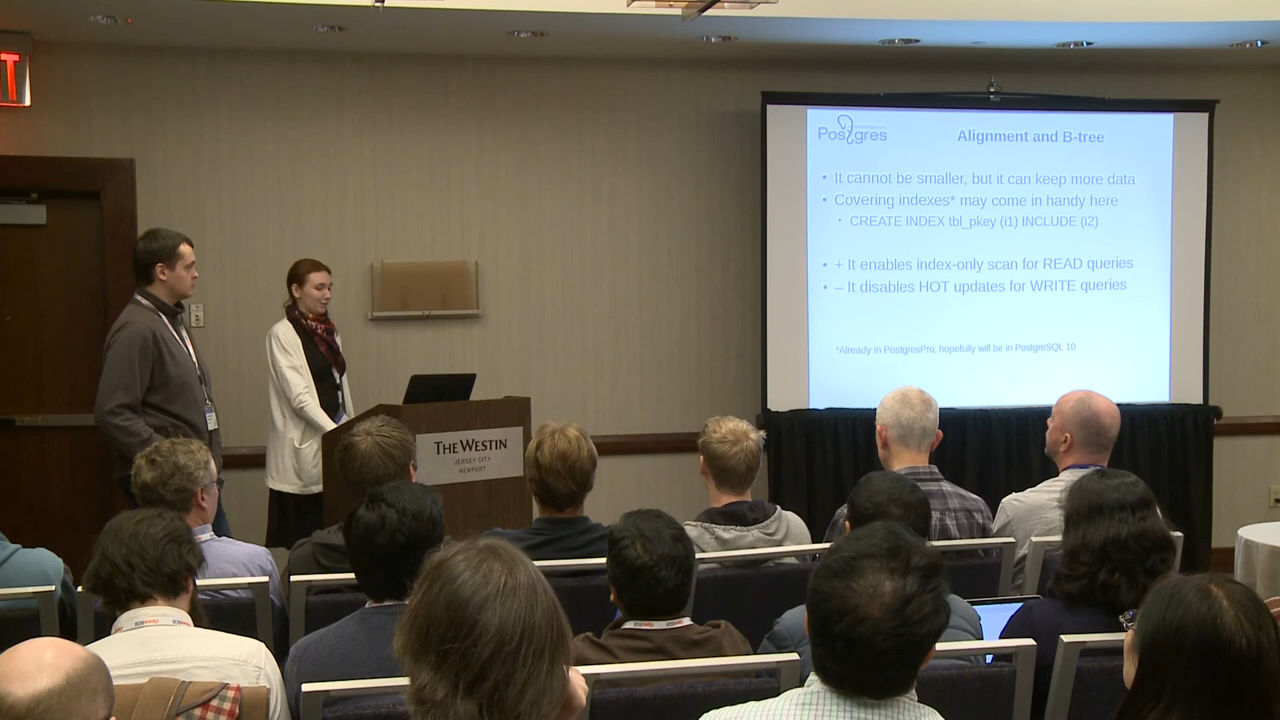 T
Postgres
Alignment and B-tree
• It cannot be smaller, but it can keep more data
• Covering indexes* may come in handy here
• CREATE INDEX tbl_pkey (i1) INCLUDE (i2)
• + It enables index-only scan for READ queries
• – It disables HOT updates for WRITE queries
*Already in PostgresPro, hopefully will be in PostgreSQL 10
THE WESTIN
JERSEY CITY
NEWPORT